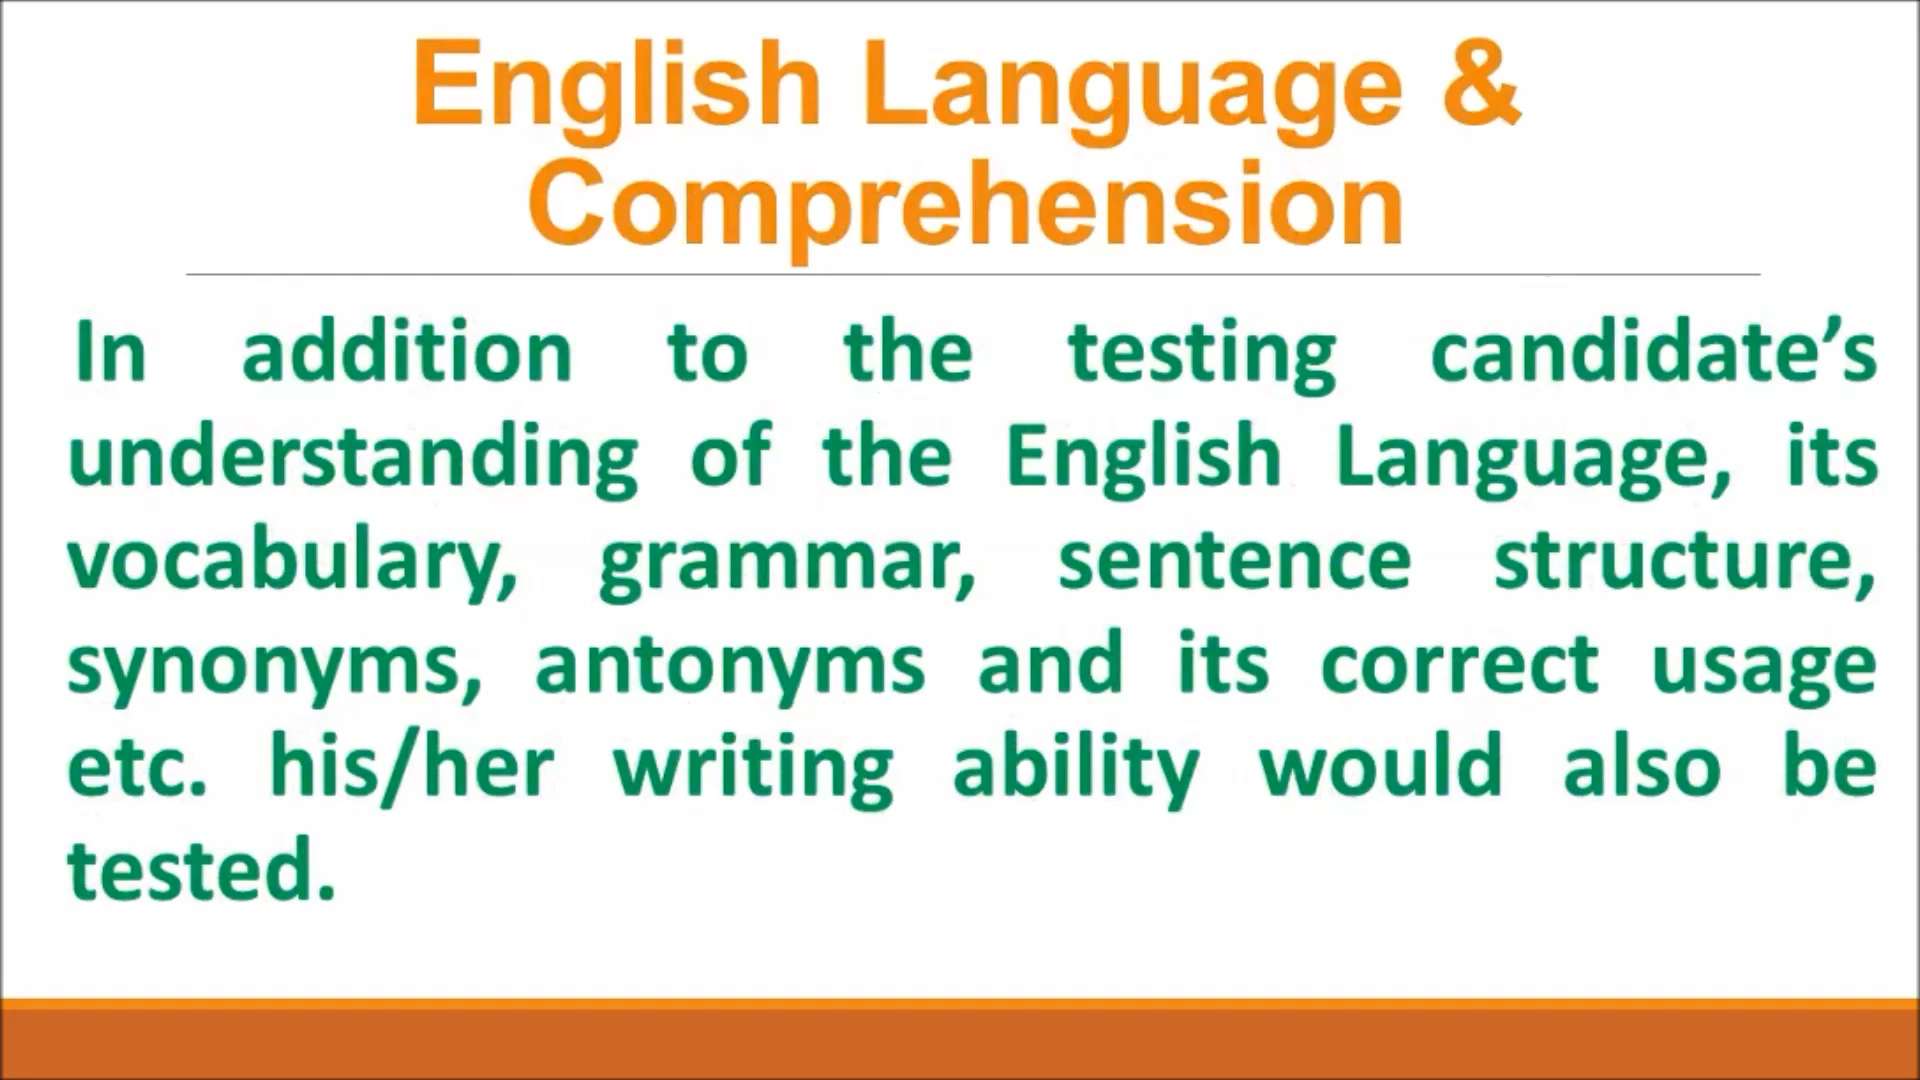 English Language &
Comprehension
In addition to the testing candidate’s
understanding of the English Language, its
vocabulary, grammar, sentence structure,
synonyms, antonyms and its correct usage
etc. his/her writing ability would also be
tested.